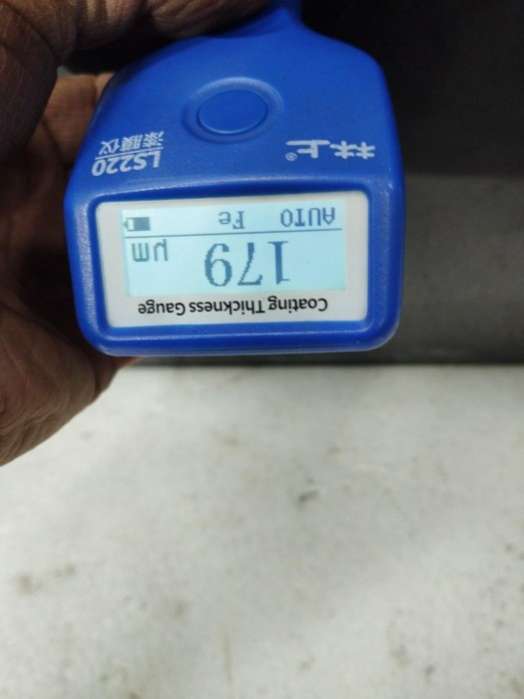 Coating Thickness Gauge
179 µm
AUTO Fe
林上®
LS220
漆膜仪